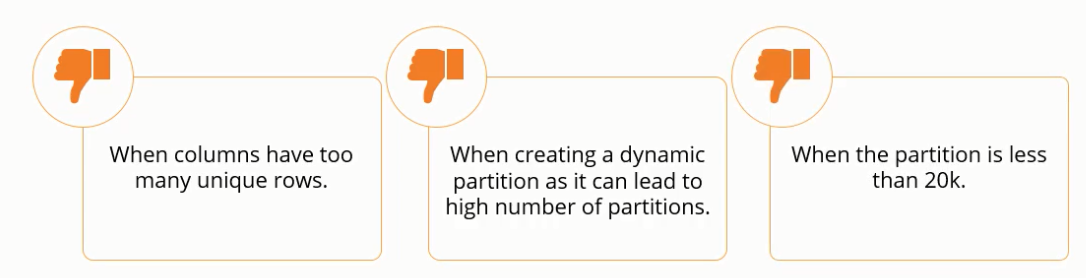 When columns have too
many unique rows.
When creating a dynamic
partition as it can lead to
high number of partitions.
When the partition is less
than 20k.